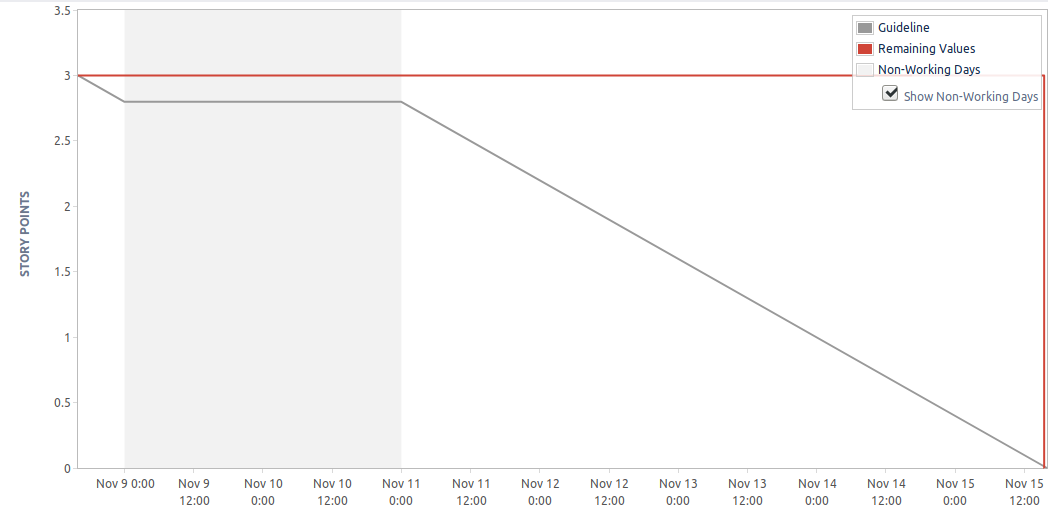 3.5
Guideline
Remaining Values
3
Non-Working Days
Show Non-Working Days
2.5
2
STORY POINTS
1.5
1
0.5
0
Nov 9 0:00
Nov 9
12:00
Nov 10
0:00
Nov 10
12:00
Nov 11
0:00
Nov 11
12:00
Nov 12
0:00
Nov 12
12:00
Nov 13
0:00
Nov 13
12:00
Nov 14
0:00
Nov 14
12:00
Nov 15
0:00
Nov 15
12:00